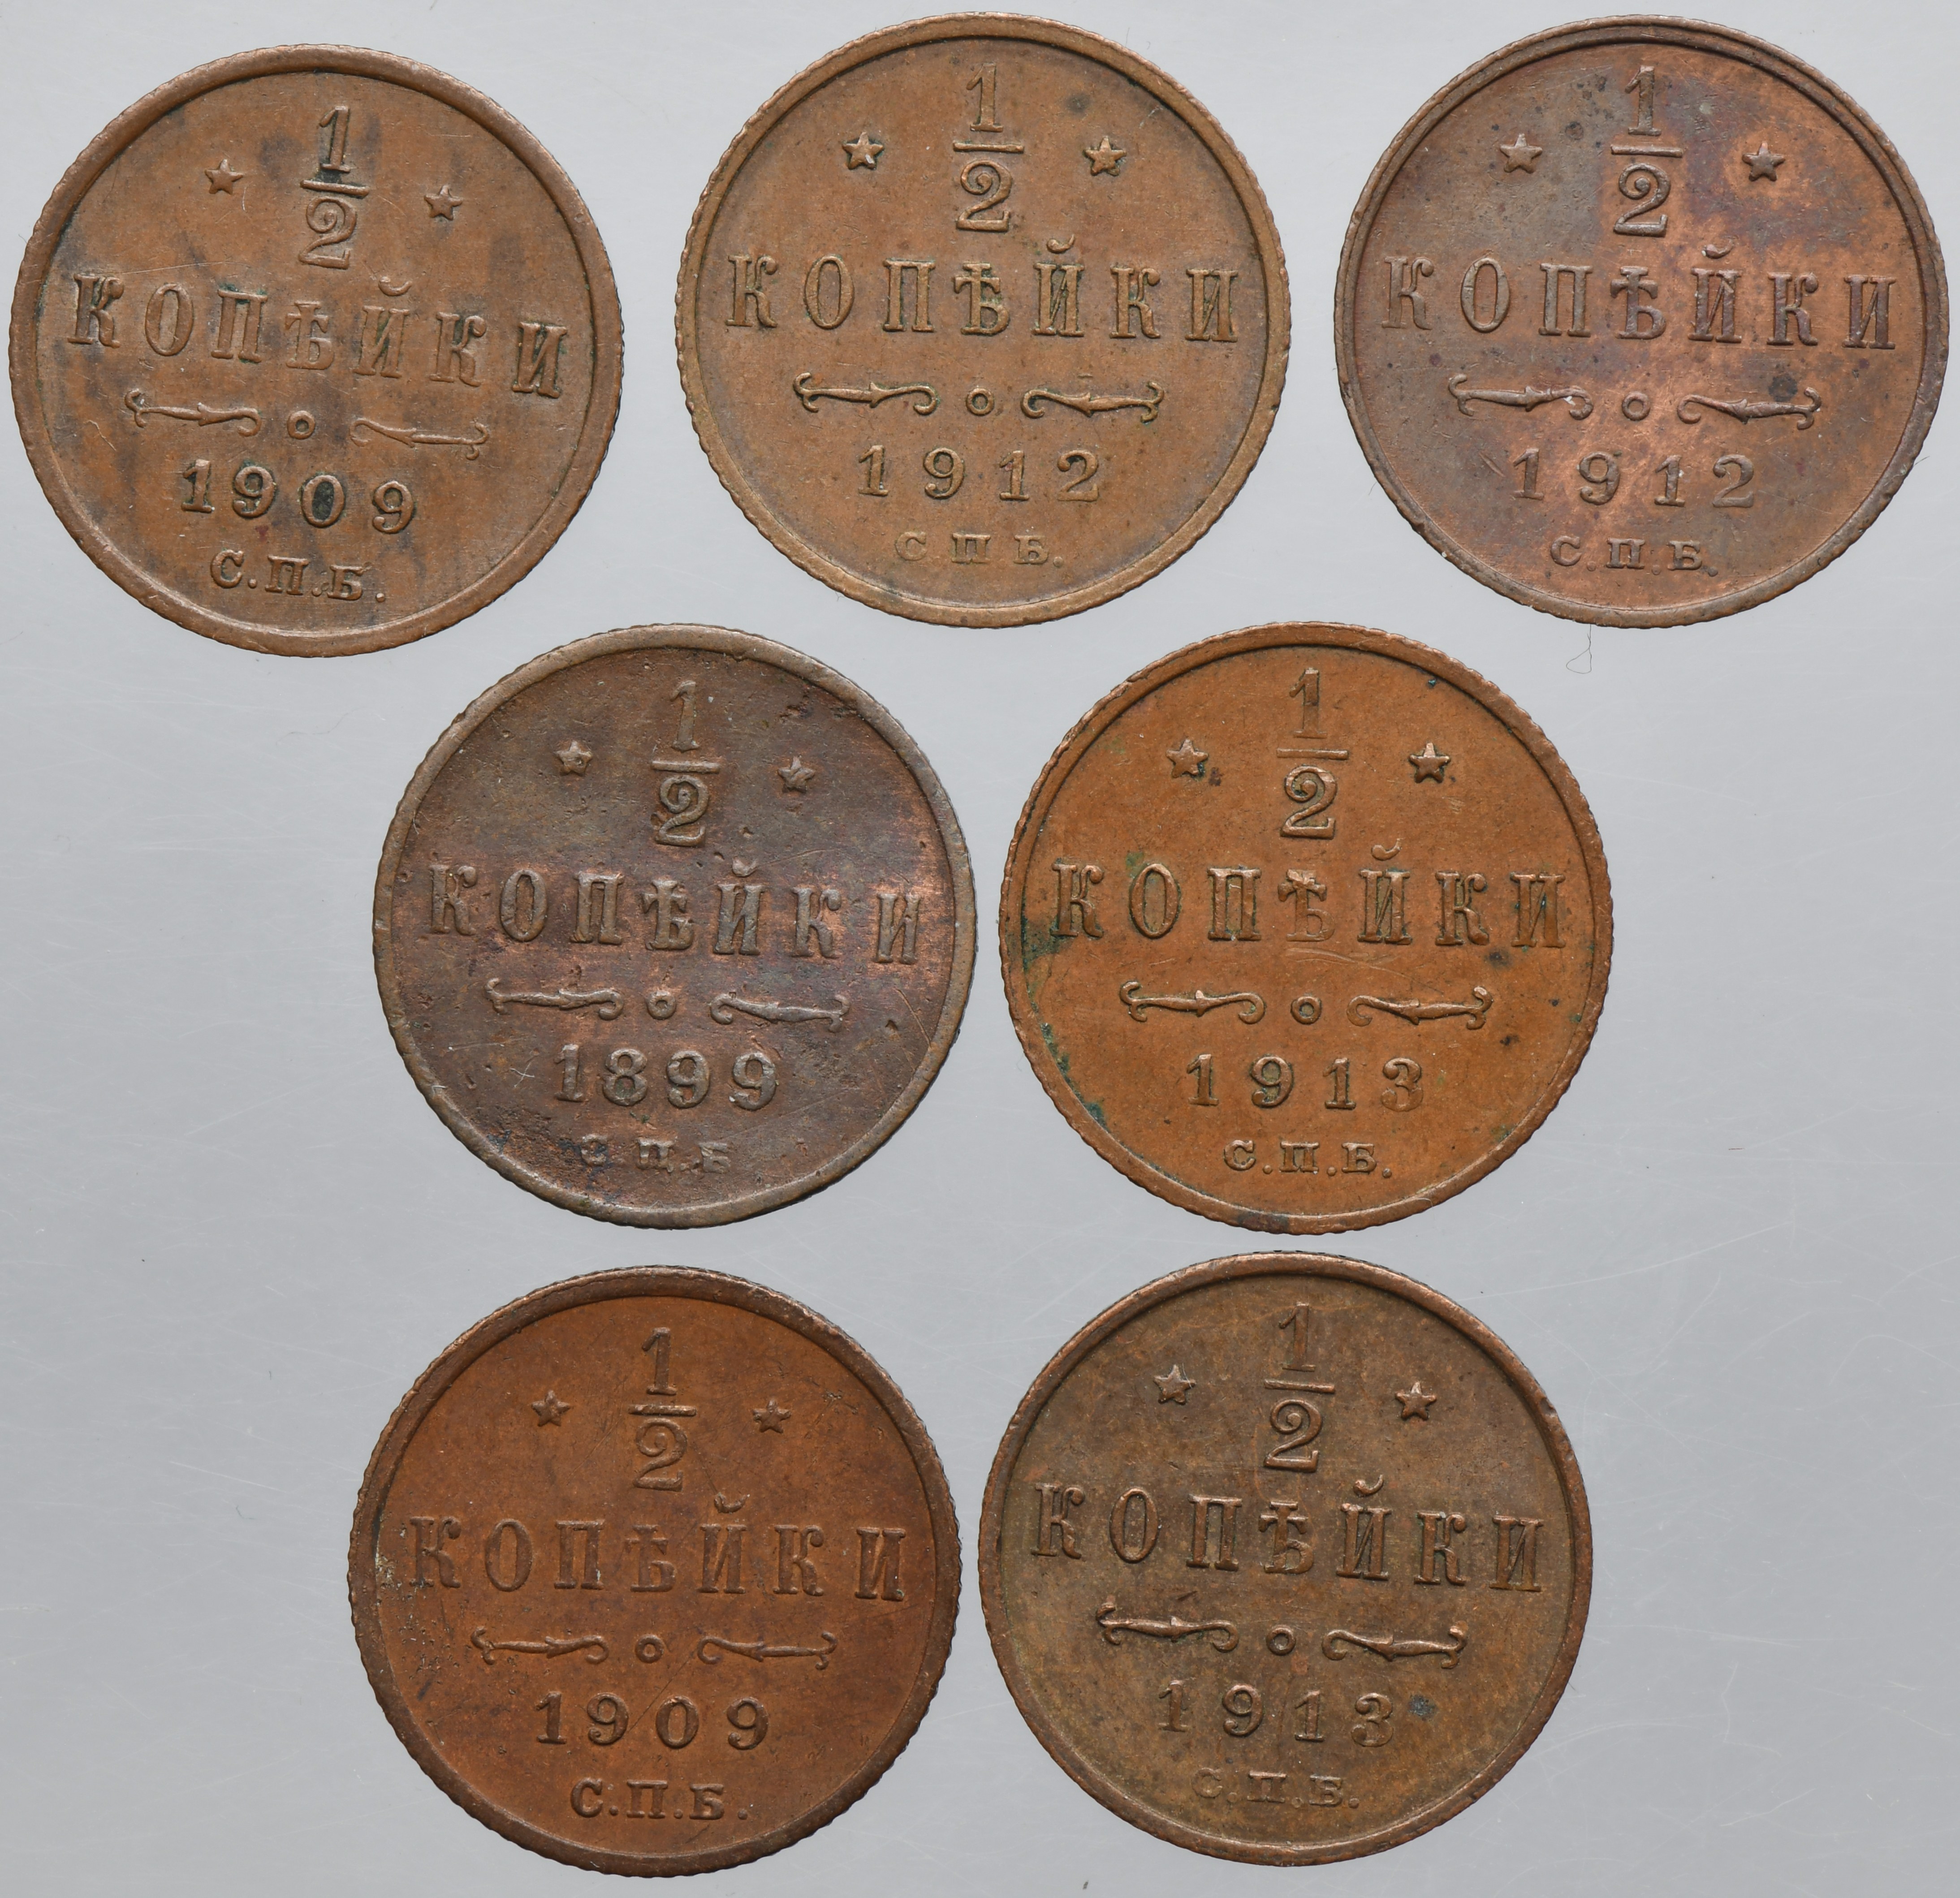 1/2
КОПѢЙКИ
1909
С.П.Б.
1/2
КОПѢЙКИ
1912
С П Б.
1/2
КОПѢЙКИ
1912
С.П.Б.
1/2
КОПѢЙКИ
1899
С.П.Б
1/2
КОПѢЙКИ
1913
С.П.Б.
1/2
КОПѢЙКИ
1909
С.П.Б.
1/2
КОПѢЙКИ
1913
С.П.Б.